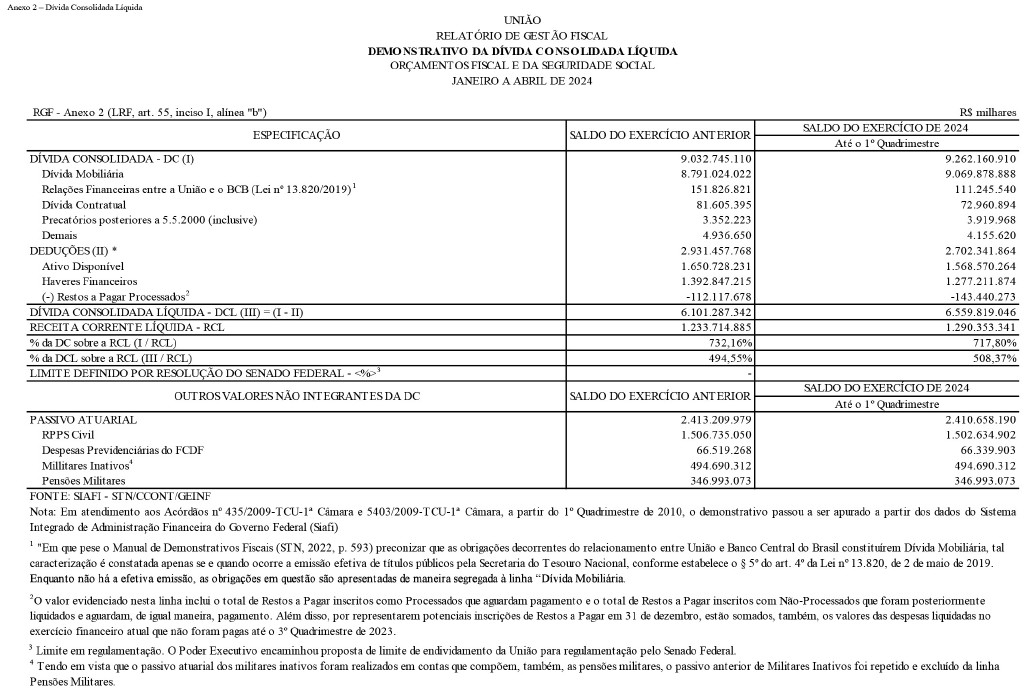 Anexo 2 – Dívida Consolidada Líquida
UNIÃO
RELATÓRIO DE GESTÃO FISCAL
DEMONSTRATIVO DA DÍVIDA CONSOLIDADA LÍQUIDA
ORÇAMENTOS FISCAL E DA SEGURIDADE SOCIAL
JANEIRO A ABRIL DE 2024
RGF - Anexo 2 (LRF, art. 55, inciso I, alínea "b") R$ milhares
ESPECIFICAÇÃO SALDO DO EXERCÍCIO ANTERIOR SALDO DO EXERCÍCIO DE 2024
Até o 1º Quadrimestre
DÍVIDA CONSOLIDADA - DC (I) 9.032.745.110 9.262.160.910
Dívida Mobiliária 8.791.024.022 9.069.878.888
Relações Financeiras entre a União e o BCB (Lei nº 13.820/2019)¹ 151.826.821 111.245.540
Dívida Contratual 81.605.395 72.960.894
Precatórios posteriores a 5.5.2000 (inclusive) 3.352.223 3.919.968
Demais 4.936.650 4.155.620
DEDUÇÕES (II) * 2.931.457.768 2.702.341.864
Ativo Disponível 1.650.728.231 1.568.570.264
Haveres Financeiros 1.392.847.215 1.277.211.874
(-) Restos a Pagar Processados² -112.117.678 -143.440.273
DÍVIDA CONSOLIDADA LÍQUIDA - DCL (III) = (I - II) 6.101.287.342 6.559.819.046
RECEITA CORRENTE LÍQUIDA - RCL 1.233.714.885 1.290.353.341
% da DC sobre a RCL (I / RCL) 732,16% 717,80%
% da DCL sobre a RCL (III / RCL) 494,55% 508,37%
LIMITE DEFINIDO POR RESOLUÇÃO DO SENADO FEDERAL - <%>³ -
OUTROS VALORES NÃO INTEGRANTES DA DC SALDO DO EXERCÍCIO ANTERIOR SALDO DO EXERCÍCIO DE 2024
Até o 1º Quadrimestre
PASSIVO ATUARIAL 2.413.209.979 2.410.658.190
RPPS Civil 1.506.735.050 1.502.634.902
Despesas Previdenciárias do FCDF 66.519.268 66.339.903
Millitares Inativos⁴ 494.690.312 494.690.312
Pensões Militares 346.993.073 346.993.073
FONTE: SIAFI - STN/CCONT/GEINF
Nota: Em atendimento aos Acórdãos nº 435/2009-TCU-1ª Câmara e 5403/2009-TCU-1ª Câmara, a partir do 1º Quadrimestre de 2010, o demonstrativo passou a ser apurado a partir dos dados do Sistema
Integrado de Administração Financeira do Governo Federal (Siafi)
¹ "Em que pese o Manual de Demonstrativos Fiscais (STN, 2022, p. 593) preconizar que as obrigações decorrentes do relacionamento entre União e Banco Central do Brasil constituírem Dívida Mobiliária, tal
caracterização é constatada apenas se e quando ocorre a emissão efetiva de títulos públicos pela Secretaria do Tesouro Nacional, conforme estabelece o § 5º do art. 4º da Lei nº 13.820, de 2 de maio de 2019.
Enquanto não há a efetiva emissão, as obrigações em questão são apresentadas de maneira segregada à linha “Dívida Mobiliária.
²O valor evidenciado nesta linha inclui o total de Restos a Pagar inscritos como Processados que aguardam pagamento e o total de Restos a Pagar inscritos com Não-Processados que foram posteriormente
liquidados e aguardam, de igual maneira, pagamento. Além disso, por representarem potenciais inscrições de Restos a Pagar em 31 de dezembro, estão somados, também, os valores das despesas liquidadas no
exercício financeiro atual que não foram pagas até o 3º Quadrimestre de 2023.
³ Limite em regulamentação. O Poder Executivo encaminhou proposta de limite de endividamento da União para regulamentação pelo Senado Federal.
⁴ Tendo em vista que o passivo atuarial dos militares inativos foram realizados em contas que compõem, também, as pensões militares, o passivo anterior de Militares Inativos foi repetido e excluído da linha
Pensões Militares.